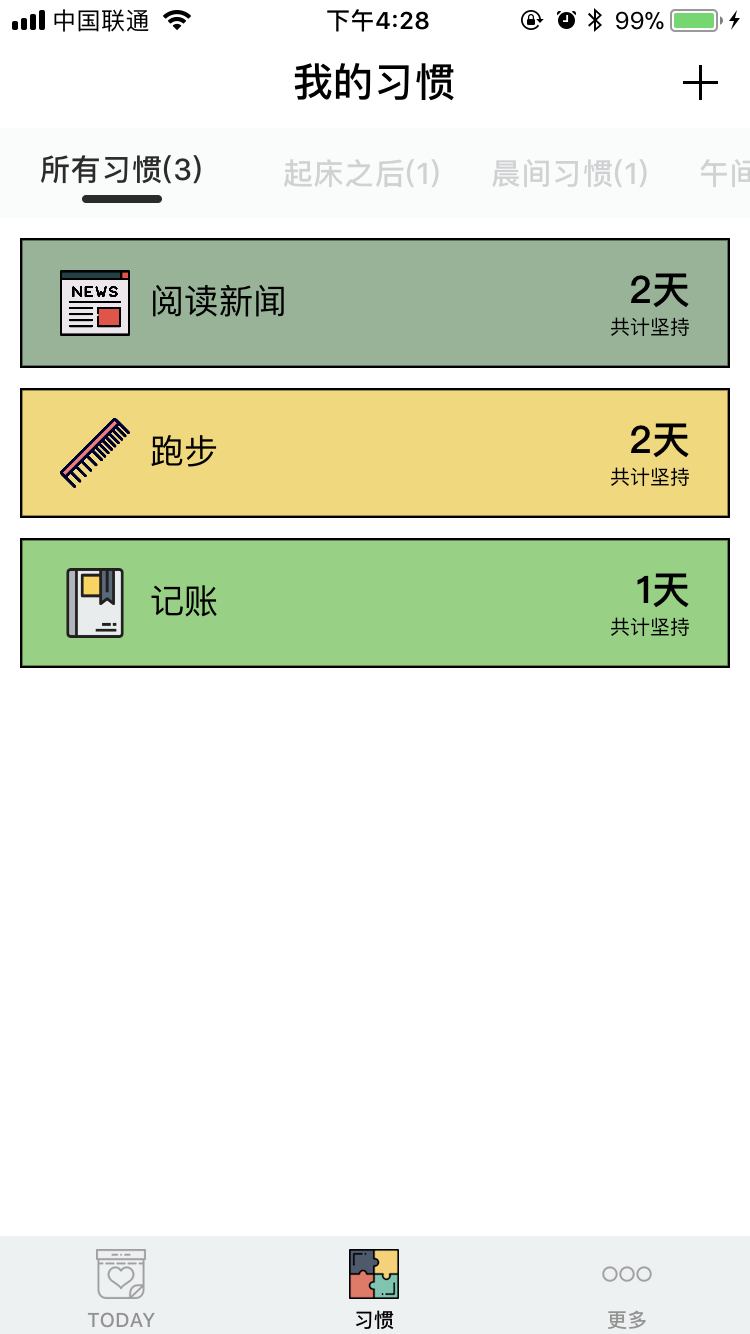 中国联通 下午4:28 99%
我的习惯
所有习惯(3) 起床之后(1) 晨间习惯(1) 午间
NEWS 阅读新闻 2天
共计坚持
跑步 2天
共计坚持
记账 1天
共计坚持
TODAY 习惯 更多